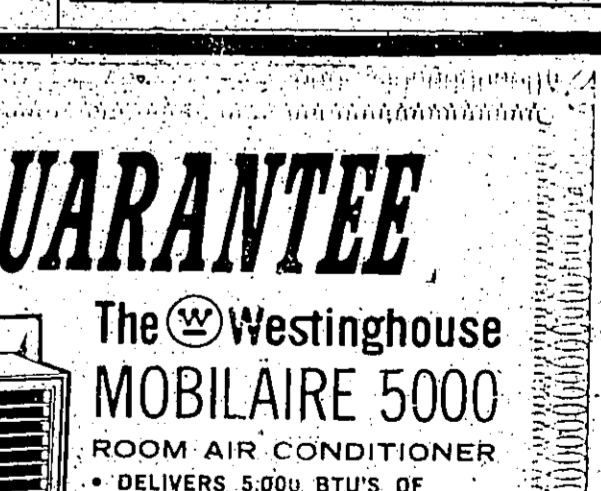 UARANTEE
The W Westinghouse
MOBILAIRE 5000
ROOM AIR CONDITIONER
• DELIVERS 5,000 BTU'S OF